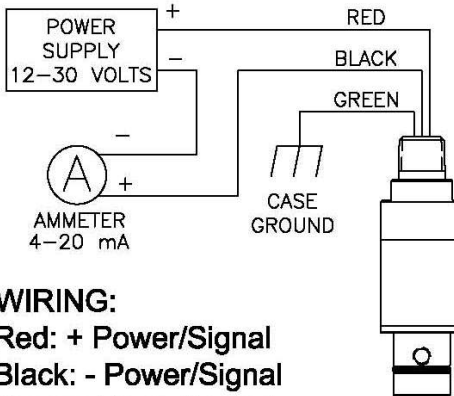 POWER
SUPPLY
12-30 VOLTS
+
-
RED
BLACK
GREEN
-
A
+
AMMETER
4-20 mA
CASE
GROUND
WIRING:
Red: + Power/Signal
Black: - Power/Signal